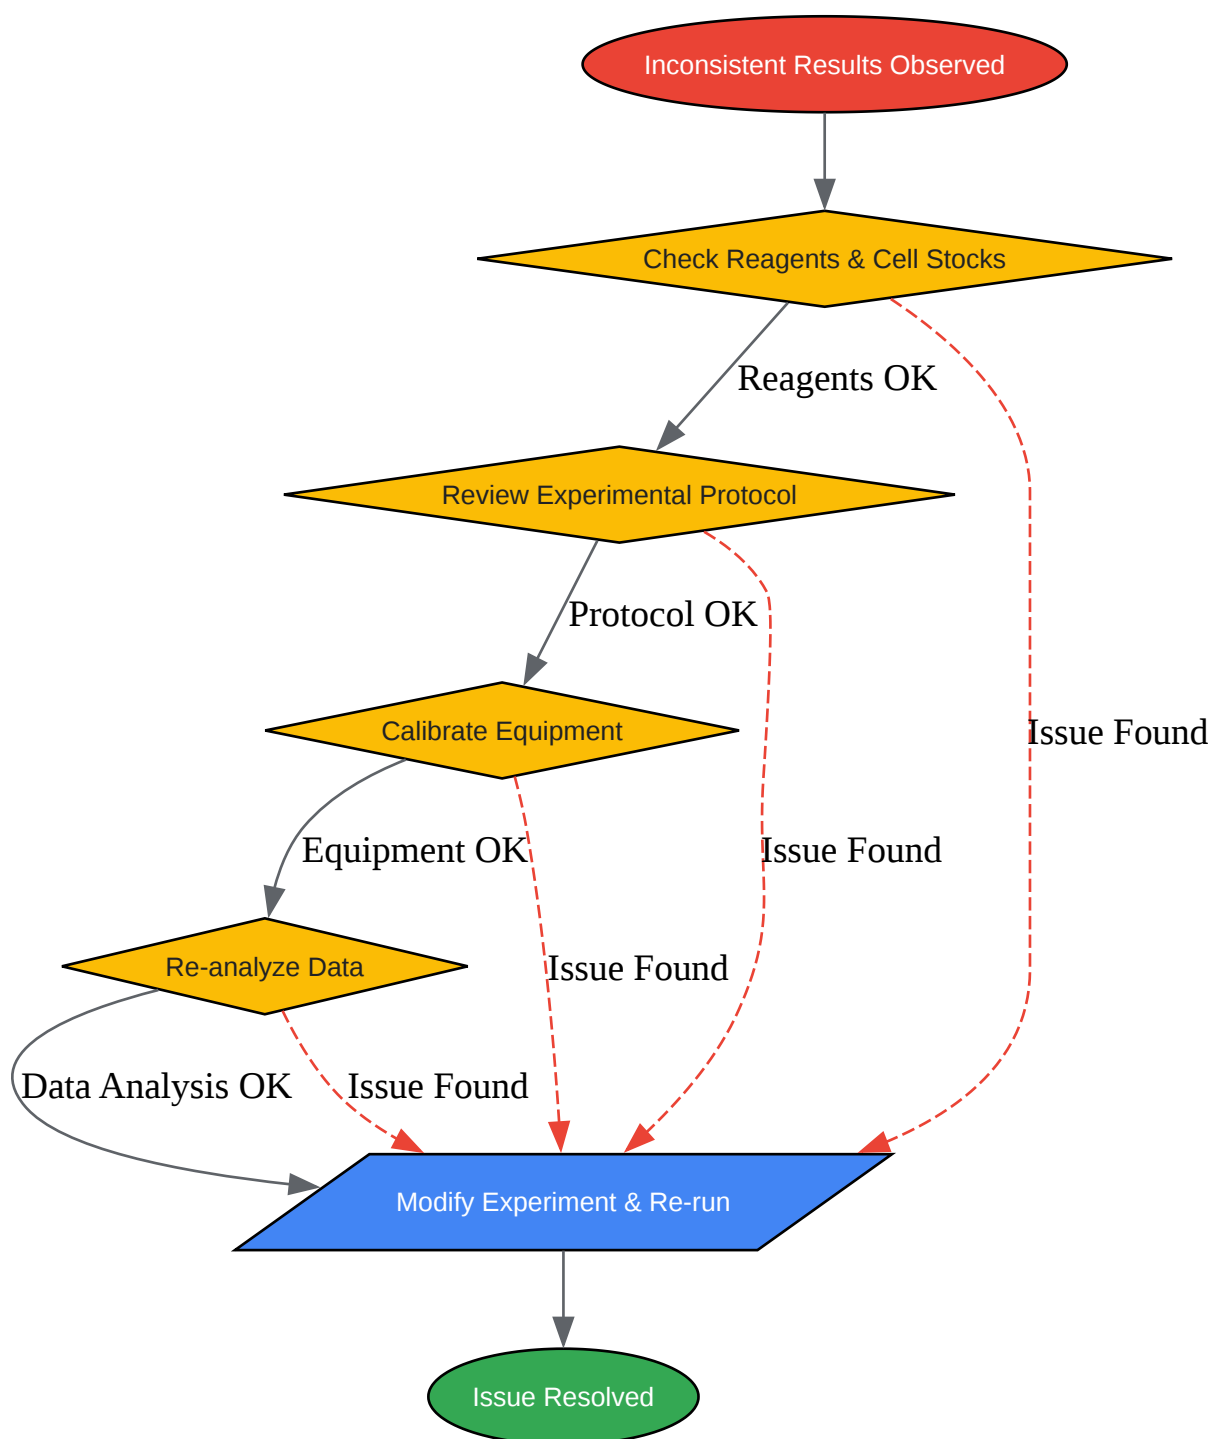 Inconsistent Results Observed
Check Reagents & Cell Stocks
Reagents OK
Review Experimental Protocol
Protocol OK
Calibrate Equipment
Issue Found
Equipment OK
Issue Found
Re-analyze Data
Issue Found
Data Analysis OK
Issue Found
Modify Experiment & Re-run
Issue Resolved